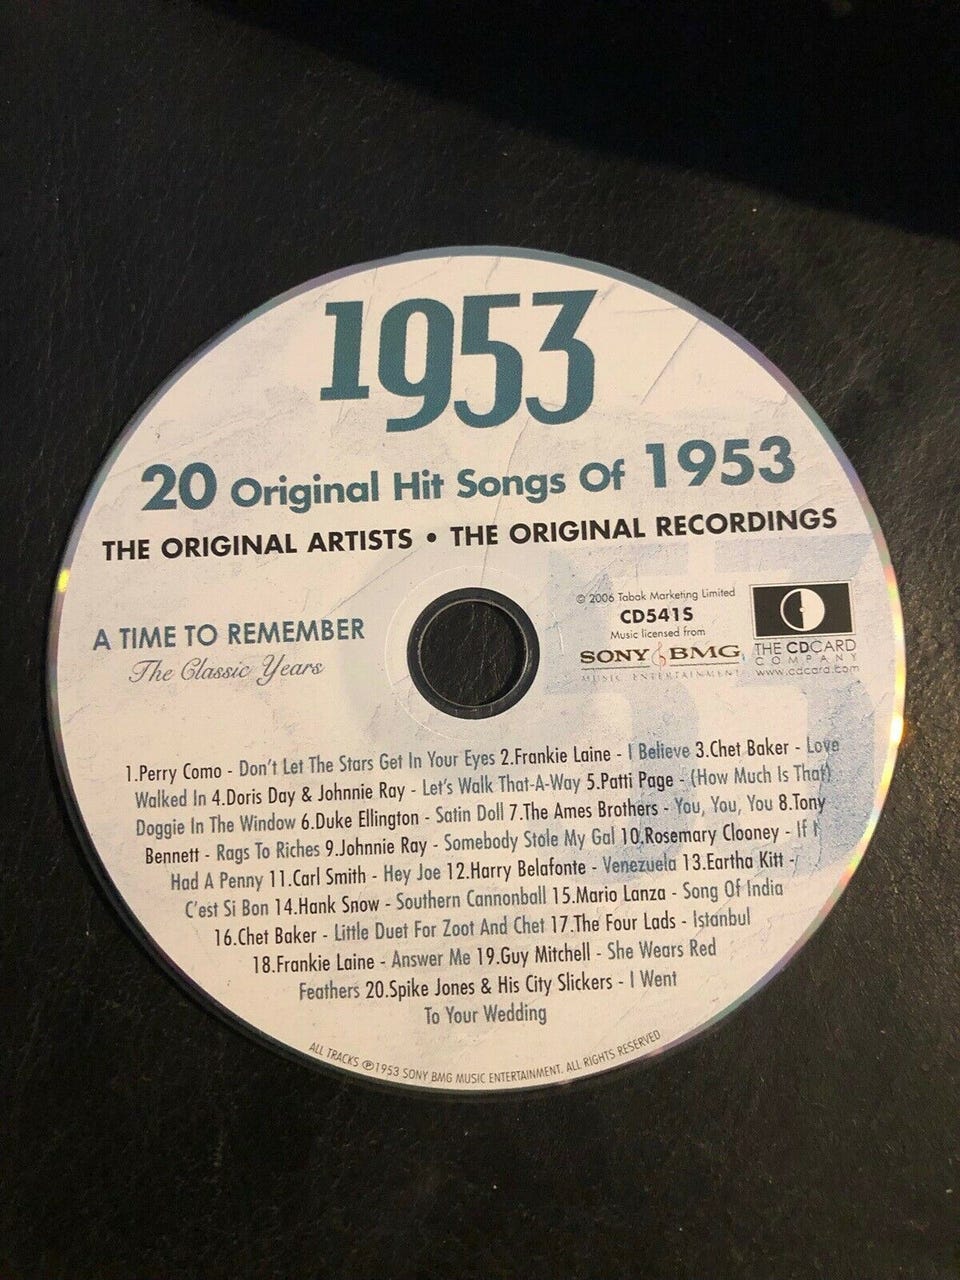 1953
20 Original Hit Songs Of 1953
THE ORIGINAL ARTISTS • THE ORIGINAL RECORDINGS
A TIME TO REMEMBER
The Classic Years
© 2006 Tabak Marketing Limited
CD541S
Music licensed from
SONY BMG
MUSIC ENTERTAINMENT
THE CDCARD
COMPANY
www.cdcard.com
1.Perry Como - Don't Let The Stars Get In Your Eyes 2.Frankie Laine - I Believe 3.Chet Baker - Love
Walked In 4.Doris Day & Johnnie Ray - Let's Walk That-A-Way 5.Patti Page - (How Much Is That)
Doggie In The Window 6.Duke Ellington - Satin Doll 7.The Ames Brothers - You, You, You 8.Tony
Bennett - Rags To Riches 9.Johnnie Ray - Somebody Stole My Gal 10.Rosemary Clooney - If I
Had A Penny 11.Carl Smith - Hey Joe 12.Harry Belafonte - Venezuela 13.Eartha Kitt -
C'est Si Bon 14.Hank Snow - Southern Cannonball 15.Mario Lanza - Song Of India
16.Chet Baker - Little Duet For Zoot And Chet 17.The Four Lads - Istanbul
18.Frankie Laine - Answer Me 19.Guy Mitchell - She Wears Red
Feathers 20.Spike Jones & His City Slickers - I Went
To Your Wedding
ALL TRACKS ℗1953 SONY BMG MUSIC ENTERTAINMENT. ALL RIGHTS RESERVED